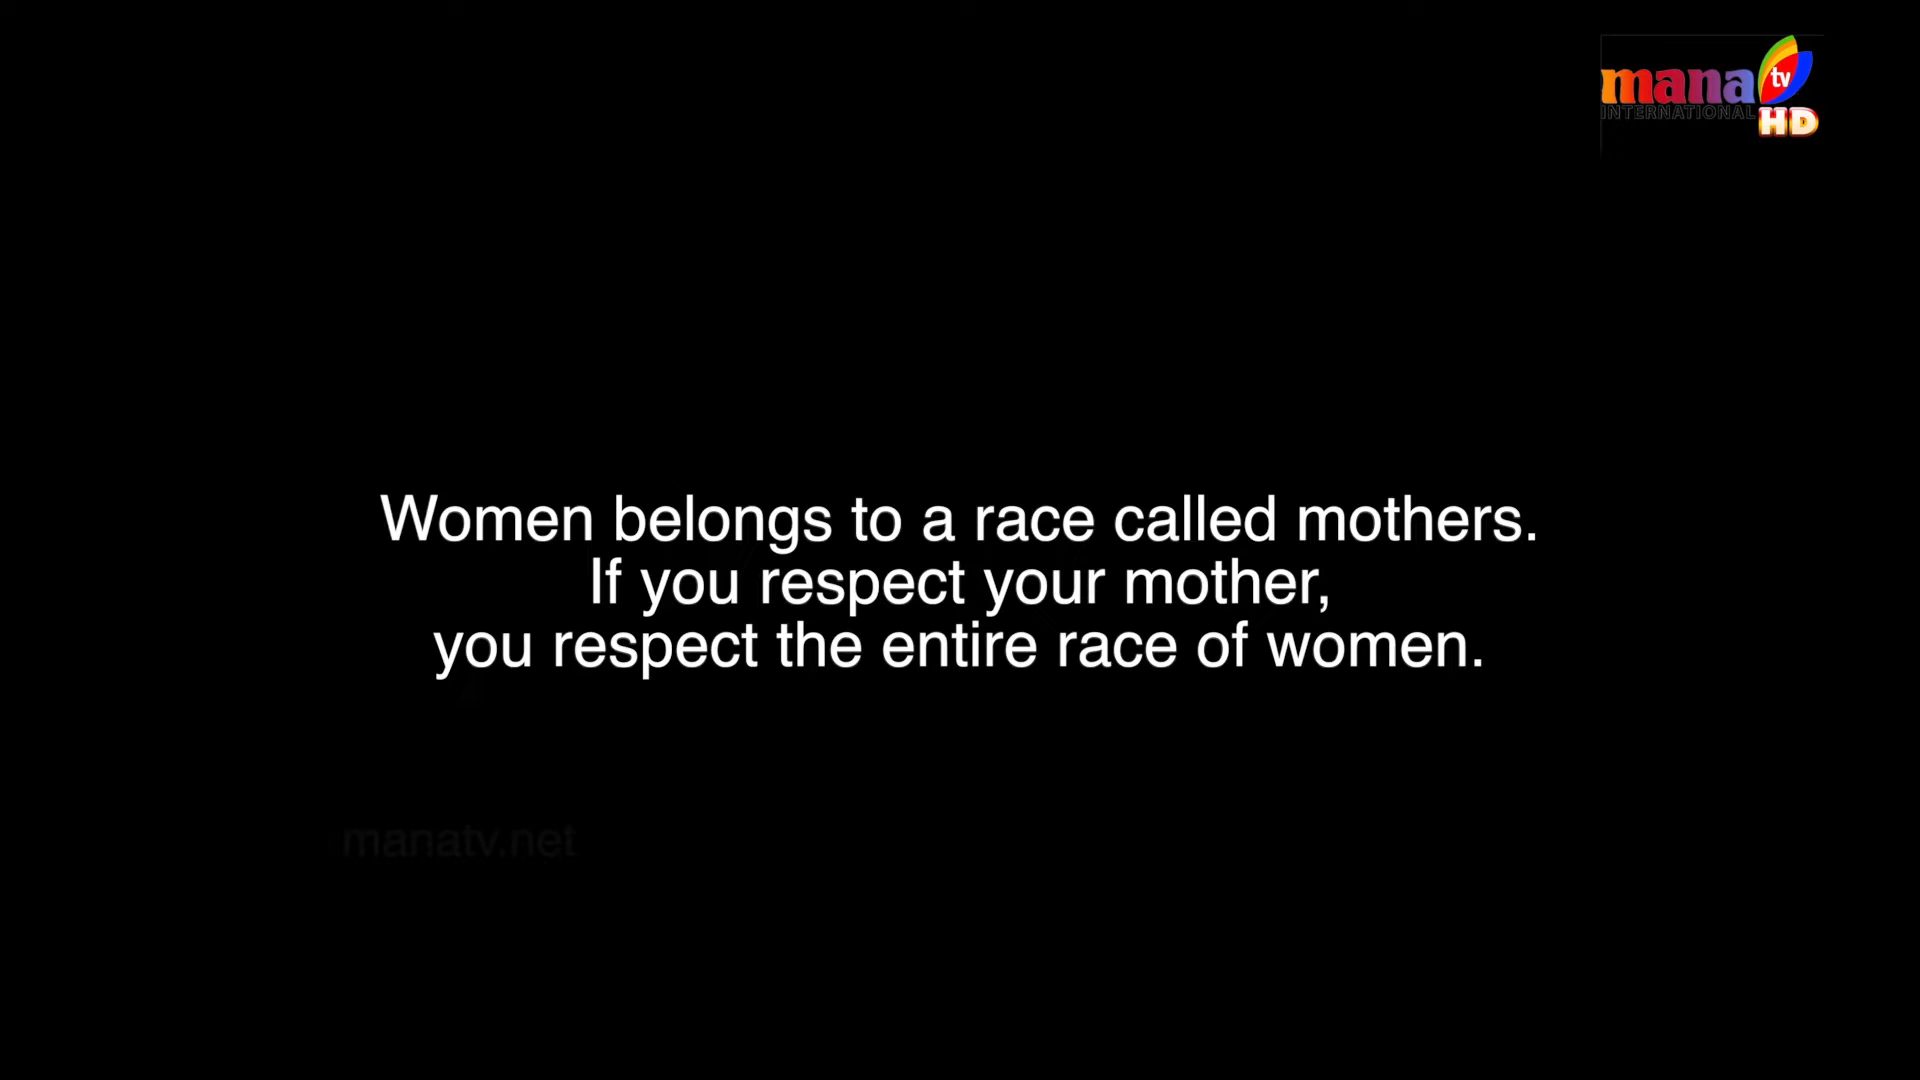 mana tv
INTERNATIONAL
HD
Women belongs to a race called mothers.
If you respect your mother,
you respect the entire race of women.
manatv.net